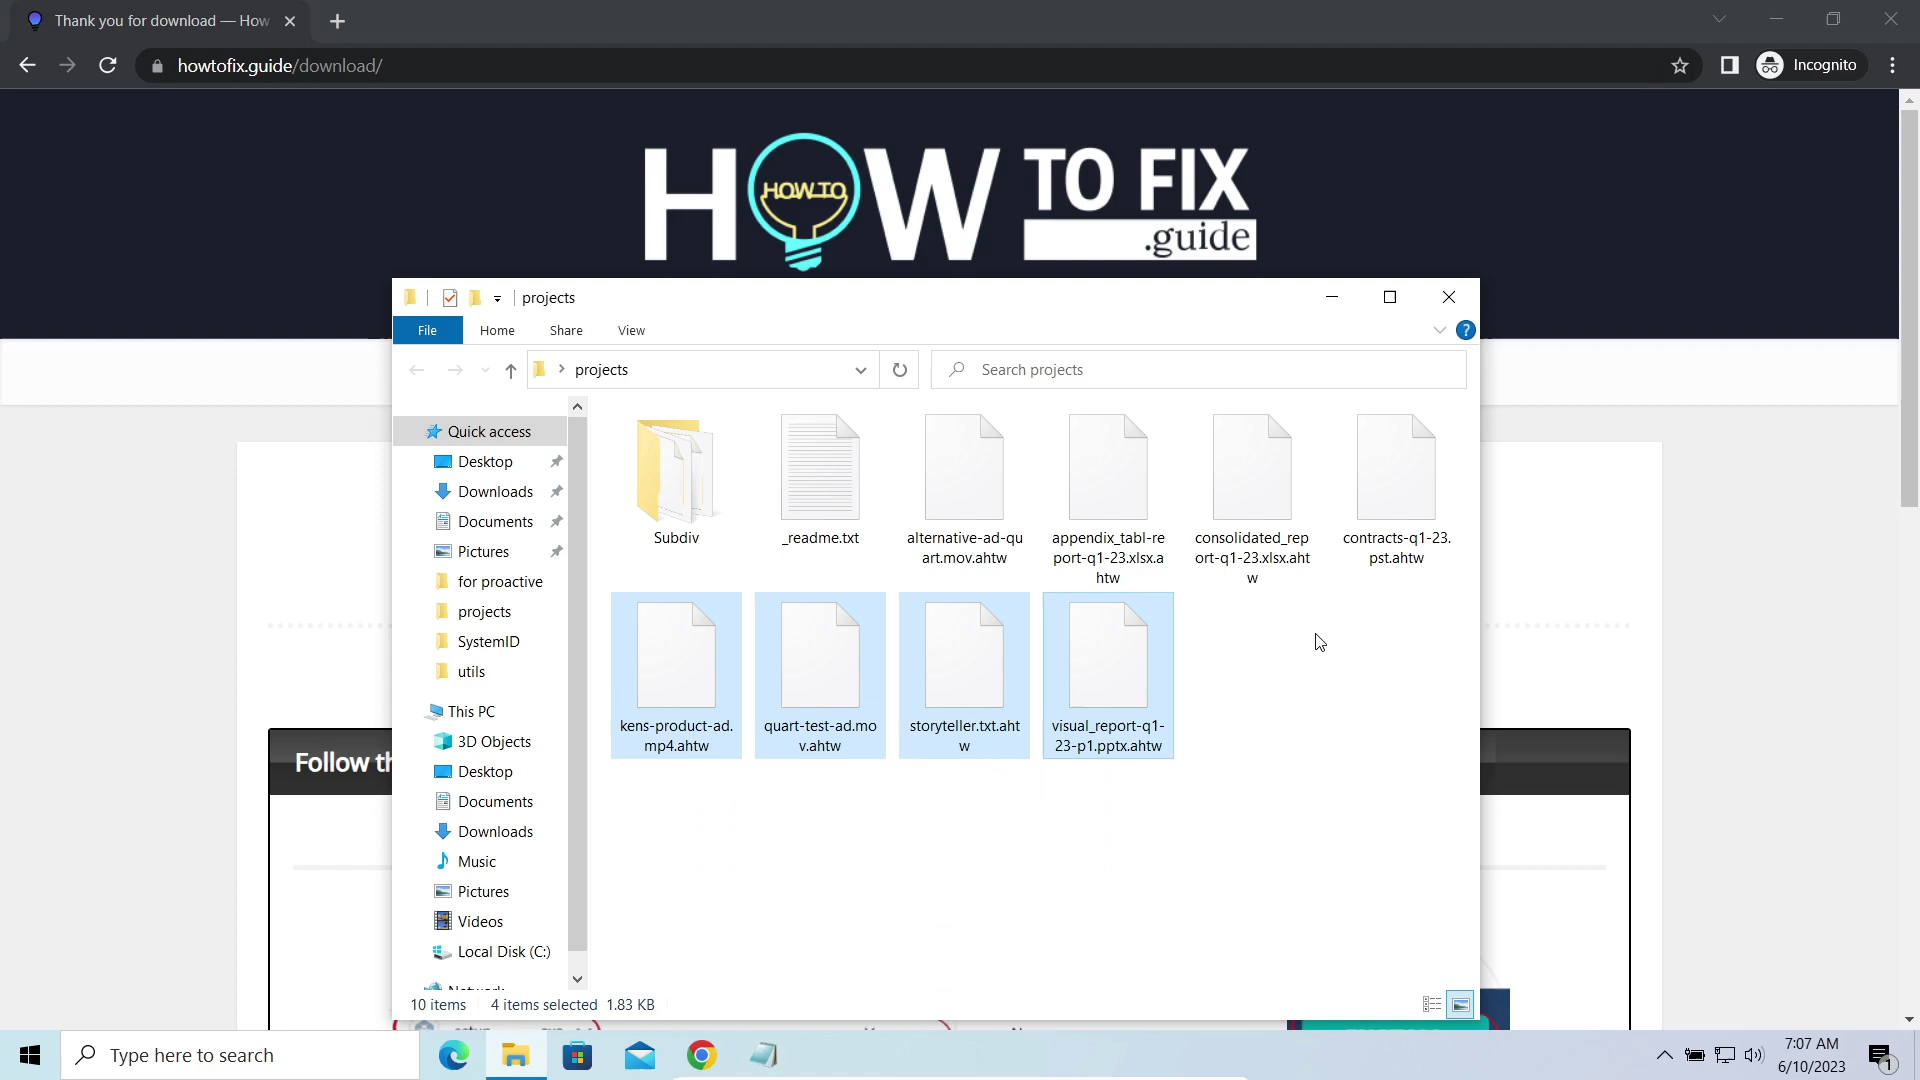 Thank you for download — How
howtofix.guide/download/
Incognito
HOW TO FIX
HOW TO
.guide
projects
File
Home
Share
View
projects
Search projects
Quick access
Desktop
Downloads
Documents
Pictures
for proactive
projects
SystemID
utils
This PC
3D Objects
Desktop
Documents
Downloads
Music
Pictures
Videos
Local Disk (C:)
Network
Subdiv
_readme.txt
alternative-ad-qu
art.mov.ahtw
appendix_tabl-re
port-q1-23.xlsx.a
htw
consolidated_rep
ort-q1-23.xlsx.aht
w
contracts-q1-23.
pst.ahtw
kens-product-ad.
mp4.ahtw
quart-test-ad.mo
v.ahtw
storyteller.txt.aht
w
visual_report-q1-
23-p1.pptx.ahtw
Follow th
10 items
4 items selected 1.83 KB
Type here to search
7:07 AM
6/10/2023
1